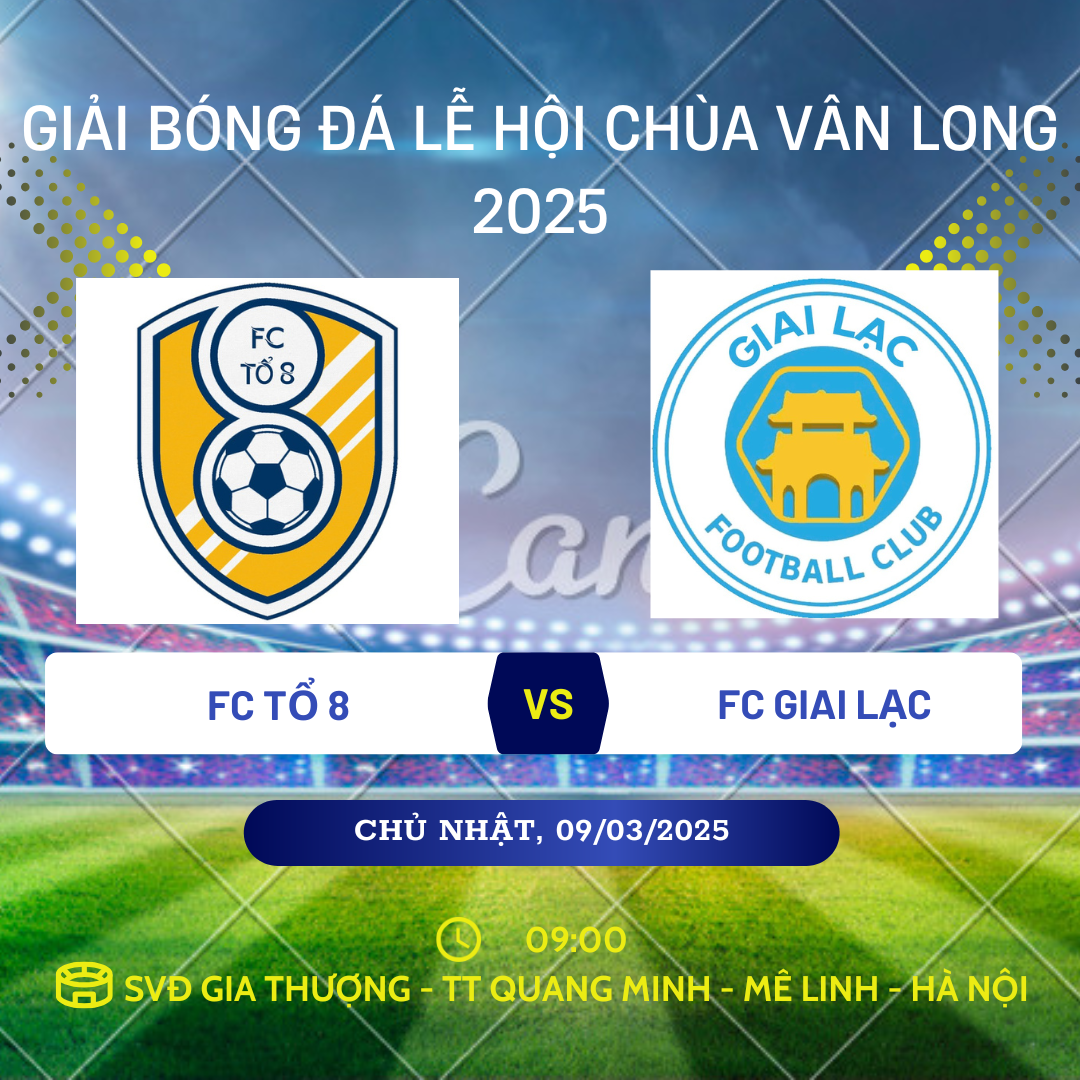 GIẢI BÓNG ĐÁ LỄ HỘI CHÙA VÂN LONG
2025
FC
TỔ 8
GIAI LẠC
FOOTBALL CLUB
Can
FC TỔ 8
VS
FC GIAI LẠC
CHỦ NHẬT, 09/03/2025
09:00
SVĐ GIA THƯỢNG - TT QUANG MINH - MÊ LINH - HÀ NỘI